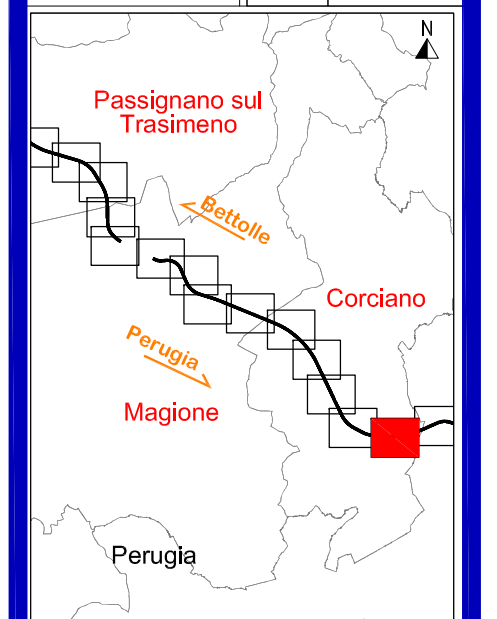 N
Passignano sul
Trasimeno
Bettolle
Corciano
Perugia
Magione
Perugia